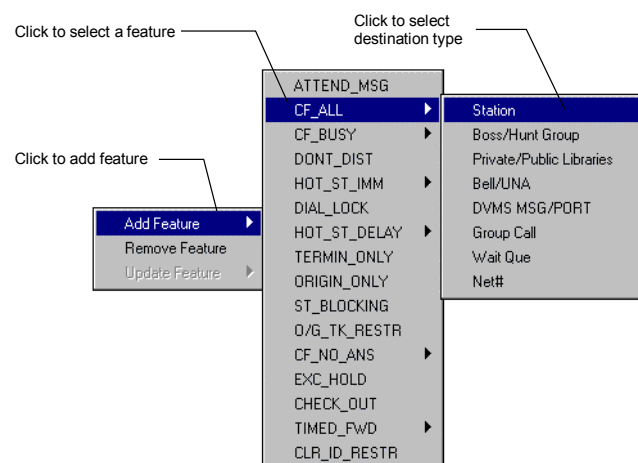 Click to select a feature
Click to select
destination type
Click to add feature
Add Feature
Remove Feature
Update Feature
ATTEND_MSG
CF_ALL
CF_BUSY
DONT_DIST
HOT_ST_IMM
DIAL_LOCK
HOT_ST_DELAY
TERMIN_ONLY
ORIGIN_ONLY
ST_BLOCKING
O/G_TK_RESTR
CF_NO_ANS
EXC_HOLD
CHECK_OUT
TIMED_FWD
CLR_ID_RESTR
Station
Boss/Hunt Group
Private/Public Libraries
Bell/UNA
DVMS MSG/PORT
Group Call
Wait Que
Net#